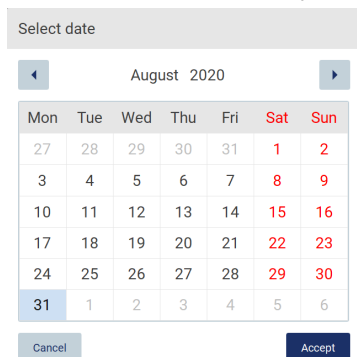 Select date
August 2020
Mon Tue Wed Thu Fri Sat Sun
27 28 29 30 31 1 2
3 4 5 6 7 8 9
10 11 12 13 14 15 16
17 18 19 20 21 22 23
24 25 26 27 28 29 30
31 1 2 3 4 5 6
Cancel Accept